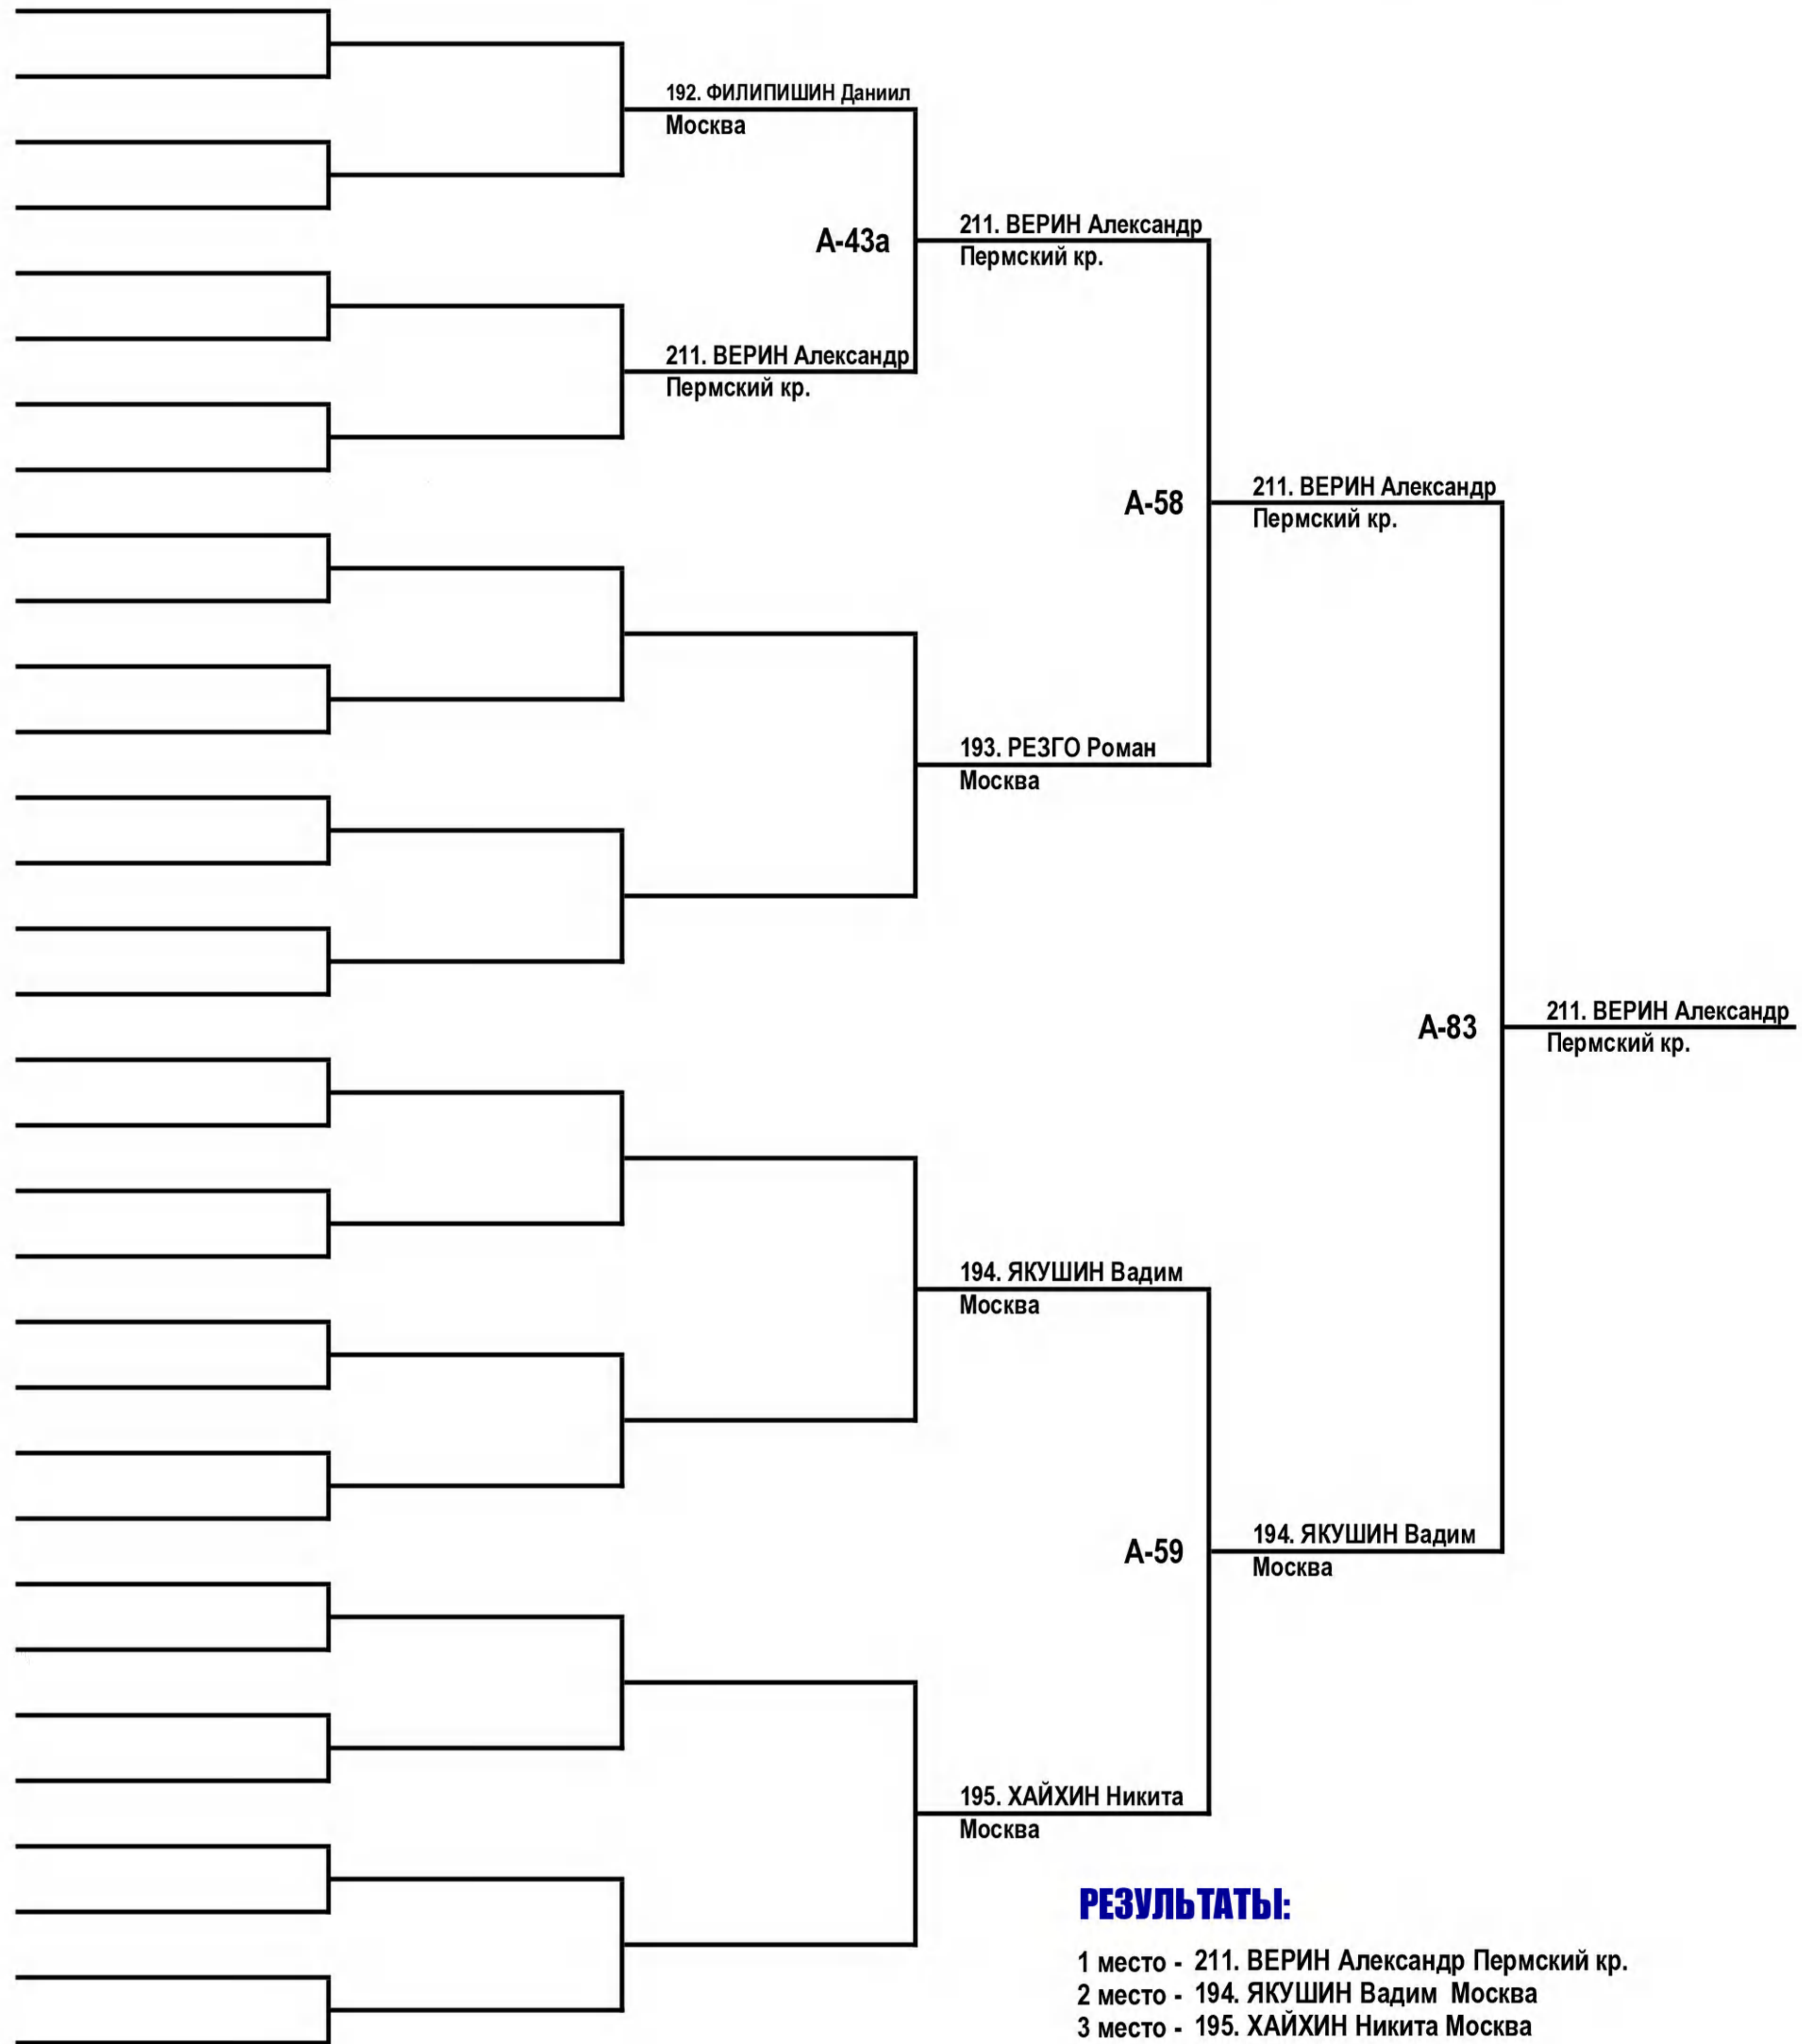 192. ФИЛИПИШИН Даниил
Москва
211. ВЕРИН Александр
Пермский кр.
А-43а
211. ВЕРИН Александр
Пермский кр.
211. ВЕРИН Александр
Пермский кр.
А-58
193. РЕЗГО Роман
Москва
211. ВЕРИН Александр
Пермский кр.
А-83
194. ЯКУШИН Вадим
Москва
194. ЯКУШИН Вадим
Москва
А-59
195. ХАЙХИН Никита
Москва
РЕЗУЛЬТАТЫ:
1 место - 211. ВЕРИН Александр Пермский кр.
2 место - 194. ЯКУШИН Вадим Москва
3 место - 195. ХАЙХИН Никита Москва